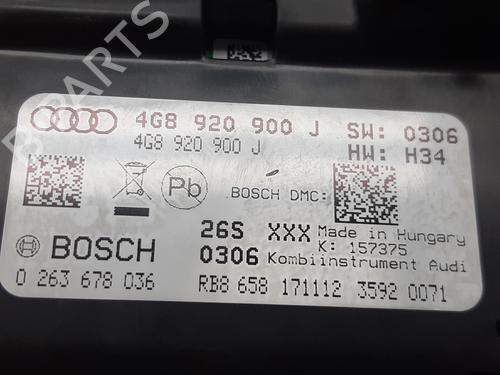 4G8 920 900 J SW: 0306
4G8 920 900 J HW: H34
Pb .BOSCH DMC:
BOSCH 26S XXX Made in Hungary
K: 157375
0306 Kombiinstrument Audi
0 263 678 036 RB8 658 171112 3592 0071
B PARTS